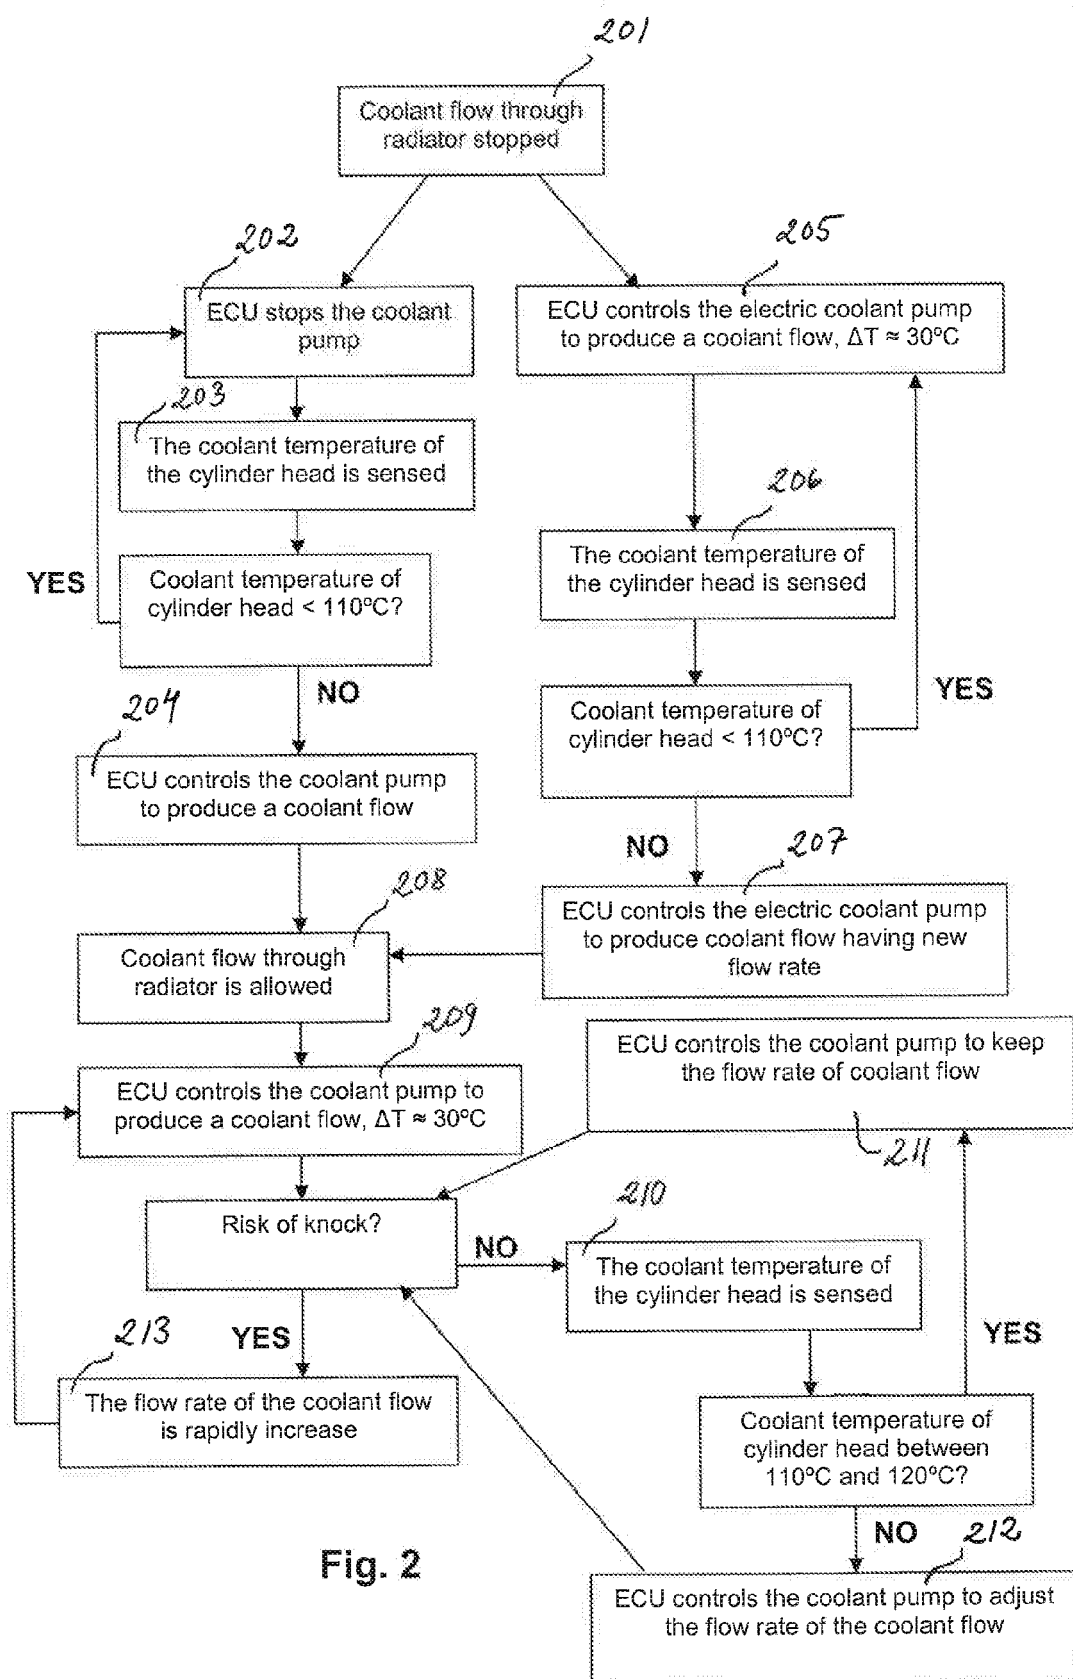 201
Coolant flow through
radiator stopped
202
ECU stops the coolant
pump
205
ECU controls the electric coolant pump
to produce a coolant flow, ΔT ≈ 30ºC
203
The coolant temperature of
the cylinder head is sensed
206
The coolant temperature of
the cylinder head is sensed
YES
Coolant temperature of
cylinder head < 110ºC?
NO
YES
Coolant temperature of
cylinder head < 110ºC?
NO
204
ECU controls the coolant pump
to produce a coolant flow
207
ECU controls the electric coolant pump
to produce coolant flow having new
flow rate
208
Coolant flow through
radiator is allowed
209
ECU controls the coolant pump to
produce a coolant flow, ΔT ≈ 30ºC
ECU controls the coolant pump to keep
the flow rate of coolant flow
211
Risk of knock?
NO
210
The coolant temperature of
the cylinder head is sensed
YES
YES
213
The flow rate of the coolant flow
is rapidly increase
Coolant temperature of
cylinder head between
110ºC and 120ºC?
NO
212
ECU controls the coolant pump to adjust
the flow rate of the coolant flow
Fig. 2